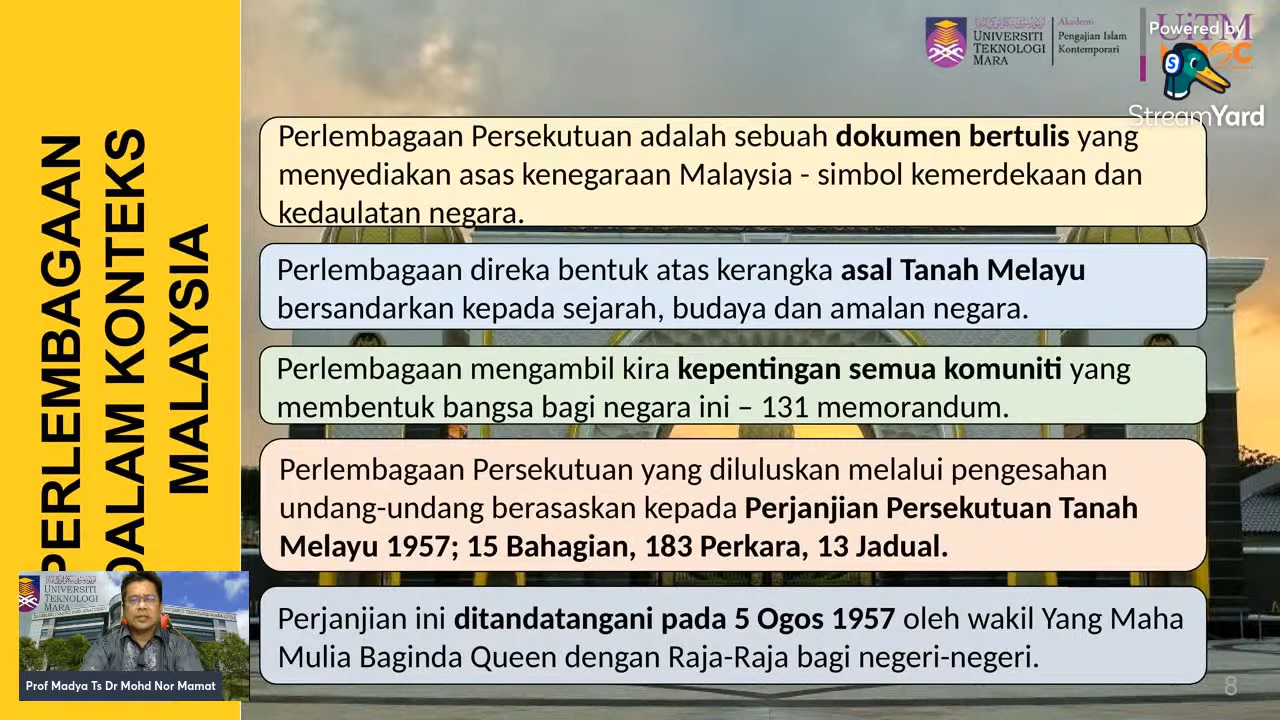 PERLEMBAGAAN
DALAM KONTEKS
MALAYSIA
UNIVERSITI
TEKNOLOGI
MARA
Akademi
Pengajian Islam
Kontemporari
UiTM
Powered by
StreamYard
Perlembagaan Persekutuan adalah sebuah dokumen bertulis yang
menyediakan asas kenegaraan Malaysia - simbol kemerdekaan dan
kedaulatan negara.
Perlembagaan direka bentuk atas kerangka asal Tanah Melayu
bersandarkan kepada sejarah, budaya dan amalan negara.
Perlembagaan mengambil kira kepentingan semua komuniti yang
membentuk bangsa bagi negara ini – 131 memorandum.
Perlembagaan Persekutuan yang diluluskan melalui pengesahan
undang-undang berasaskan kepada Perjanjian Persekutuan Tanah
Melayu 1957; 15 Bahagian, 183 Perkara, 13 Jadual.
Perjanjian ini ditandatangani pada 5 Ogos 1957 oleh wakil Yang Maha
Mulia Baginda Queen dengan Raja-Raja bagi negeri-negeri.
8
UNIVERSITI
TEKNOLOGI
MARA
Prof Madya Ts Dr Mohd Nor Mamat